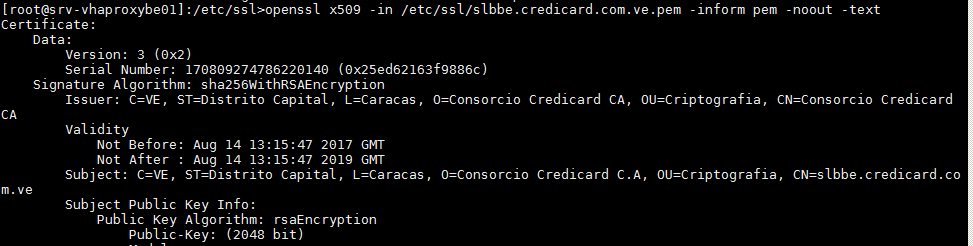 [root@srv-vhaproxybe01]:/etc/ssl>openssl x509 -in /etc/ssl/slbbe.credicard.com.ve.pem -inform pem -noout -text
Certificate:
    Data:
        Version: 3 (0x2)
        Serial Number: 170809274786220140 (0x25ed62163f9886c)
    Signature Algorithm: sha256WithRSAEncryption
        Issuer: C=VE, ST=Distrito Capital, L=Caracas, O=Consorcio Credicard CA, OU=Criptografia, CN=Consorcio Credicard
CA
        Validity
            Not Before: Aug 14 13:15:47 2017 GMT
            Not After : Aug 14 13:15:47 2019 GMT
        Subject: C=VE, ST=Distrito Capital, L=Caracas, O=Consorcio Credicard C.A, OU=Criptografia, CN=slbbe.credicard.co
m.ve
        Subject Public Key Info:
            Public Key Algorithm: rsaEncryption
                Public-Key: (2048 bit)